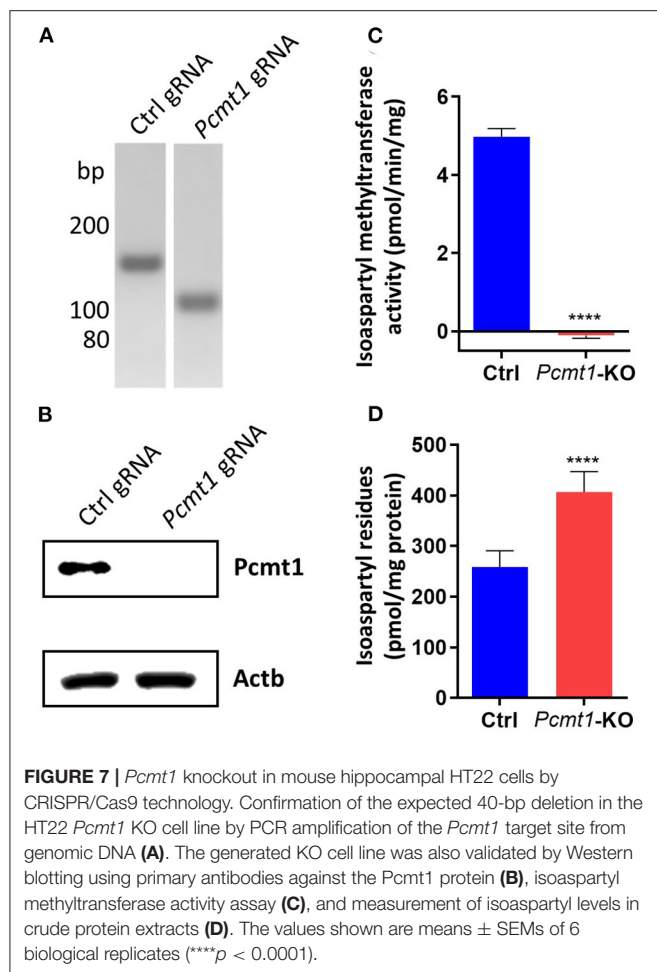 A
Ctrl gRNA
Pcmt1 gRNA
bp
200
100
80
B
Ctrl gRNA
Pcmt1 gRNA
Pcmt1
Actb
C
Isoaspartyl methyltransferase
activity (pmol/min/mg)
6
4
2
0
****
Ctrl
Pcmt1-KO
D
Isoaspartyl residues
(pmol/mg protein)
500
400
300
200
100
0
****
Ctrl
Pcmt1-KO
FIGURE 7 | Pcmt1 knockout in mouse hippocampal HT22 cells by
CRISPR/Cas9 technology. Confirmation of the expected 40-bp deletion in the
HT22 Pcmt1 KO cell line by PCR amplification of the Pcmt1 target site from
genomic DNA (A). The generated KO cell line was also validated by Western
blotting using primary antibodies against the Pcmt1 protein (B), isoaspartyl
methyltransferase activity assay (C), and measurement of isoaspartyl levels in
crude protein extracts (D). The values shown are means ± SEMs of 6
biological replicates (****p < 0.0001).